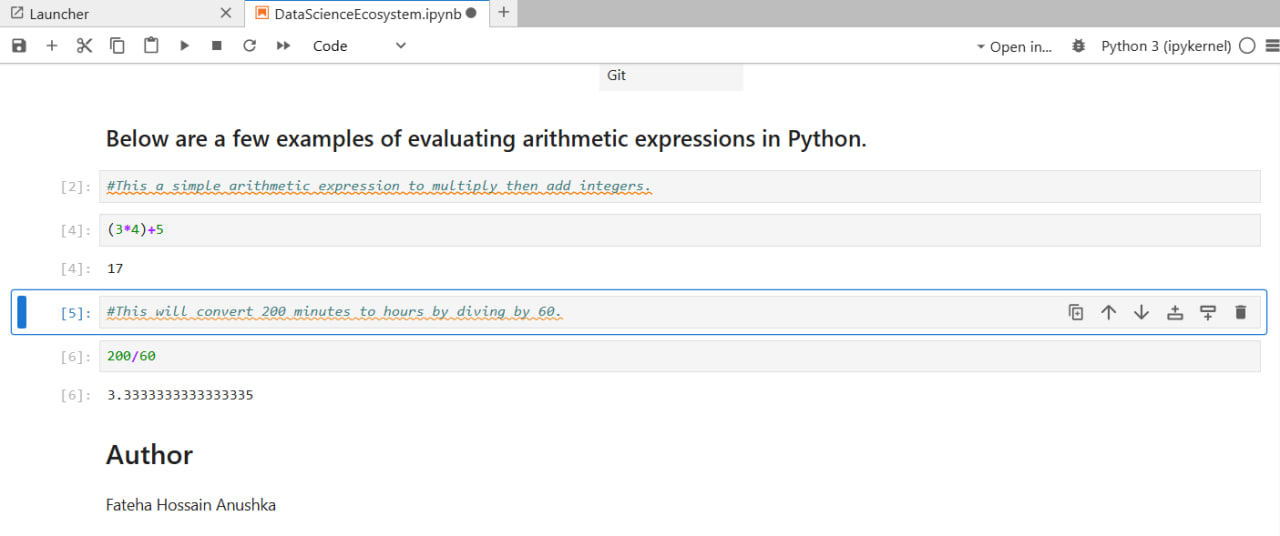 Launcher
DataScienceEcosystem.ipynb
Code
Open in...
Python 3 (ipykernel)
Git
Below are a few examples of evaluating arithmetic expressions in Python.
[2]: #This a simple arithmetic expression to multiply then add integers.
[4]: (3*4)+5
[4]: 17
[5]: #This will convert 200 minutes to hours by diving by 60.
[6]: 200/60
[6]: 3.3333333333333335
Author
Fateha Hossain Anushka